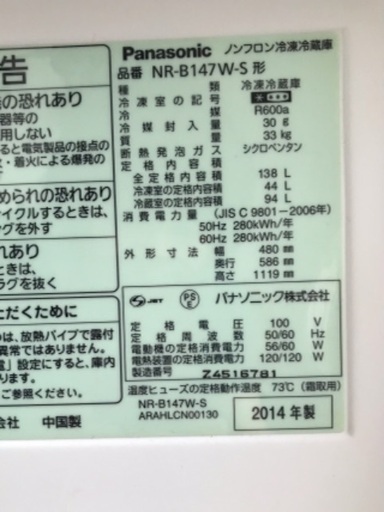 告
の恐れあり
器等の
用しない
ると電気製品の接点の
・着火による爆発の
められの恐れあり
イクルするときは、
グを外す
れあり
ときは、
ラグを抜く
ただくために
のは、放熱パイプで露付
異常ではありません。
電」設定にすると、庫内
ご参照ください。
会社 中国製
Panasonic ノンフロン冷凍冷蔵庫
品番 NR-B147W-S 形
種類 冷凍冷蔵庫
冷凍室の記号
冷媒 R600a
冷媒封入量 30 g
質量 33 kg
断熱発泡ガス シクロペンタン
定格内容積
全定格内容積 138 L
冷凍室の定格内容積 44 L
冷蔵室の定格内容積 94 L
消費電力量 (JIS C 9801-2006年)
50Hz 280kWh/年
60Hz 280kWh/年
外形寸法 幅 480 mm
奥行 586 mm
高さ 1119 mm
JET PSE パナソニック株式会社
定格電圧 100 V
定格周波数 50/60 Hz
電動機の定格消費電力 56/60 W
電熱装置の定格消費電力 120/120 W
製造番号 Z4516781
温度ヒューズの定格動作温度 73℃ (霜取用)
NR-B147W-S
ARAHLCN00130
2014 年製